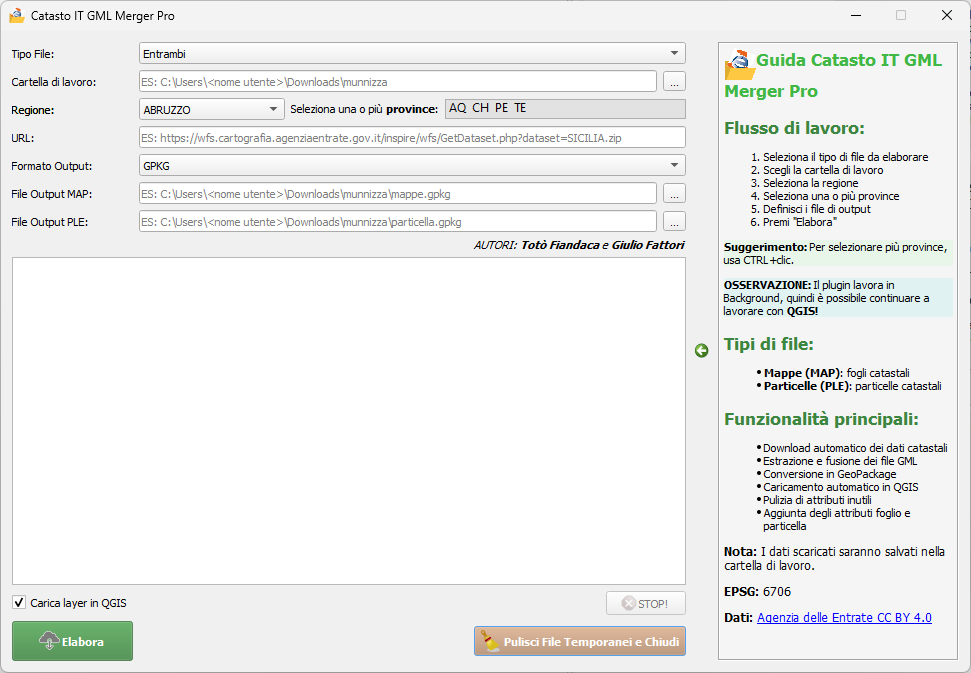 Catasto IT GML Merger Pro
Tipo File:
Entrambi
Cartella di lavoro:
ES: C:\Users\<nome utente>\Downloads\munnizza
...
Regione:
ABRUZZO
Seleziona una o più province:
AQ CH PE TE
URL:
ES: https://wfs.cartografia.agenziaentrate.gov.it/inspire/wfs/GetDataset.php?dataset=SICILIA.zip
Formato Output:
GPKG
File Output MAP:
ES: C:\Users\<nome utente>\Downloads\munnizza\mappe.gpkg
...
File Output PLE:
ES: C:\Users\<nome utente>\Downloads\munnizza\particella.gpkg
...
AUTORI: Totò Fiandaca e Giulio Fattori
Carica layer in QGIS
STOP!
Elabora
Pulisci File Temporanei e Chiudi
Guida Catasto IT GML
Merger Pro
Flusso di lavoro:
1. Seleziona il tipo di file da elaborare
2. Scegli la cartella di lavoro
3. Seleziona la regione
4. Seleziona una o più province
5. Definisci i file di output
6. Premi "Elabora"
Suggerimento: Per selezionare più province,
usa CTRL+clic.
OSSERVAZIONE: Il plugin lavora in
Background, quindi è possibile continuare a
lavorare con QGIS!
Tipi di file:
• Mappe (MAP): fogli catastali
• Particelle (PLE): particelle catastali
Funzionalità principali:
• Download automatico dei dati catastali
• Estrazione e fusione dei file GML
• Conversione in GeoPackage
• Caricamento automatico in QGIS
• Pulizia di attributi inutili
• Aggiunta degli attributi foglio e
particella
Nota: I dati scaricati saranno salvati nella
cartella di lavoro.
EPSG: 6706
Dati: Agenzia delle Entrate CC BY 4.0